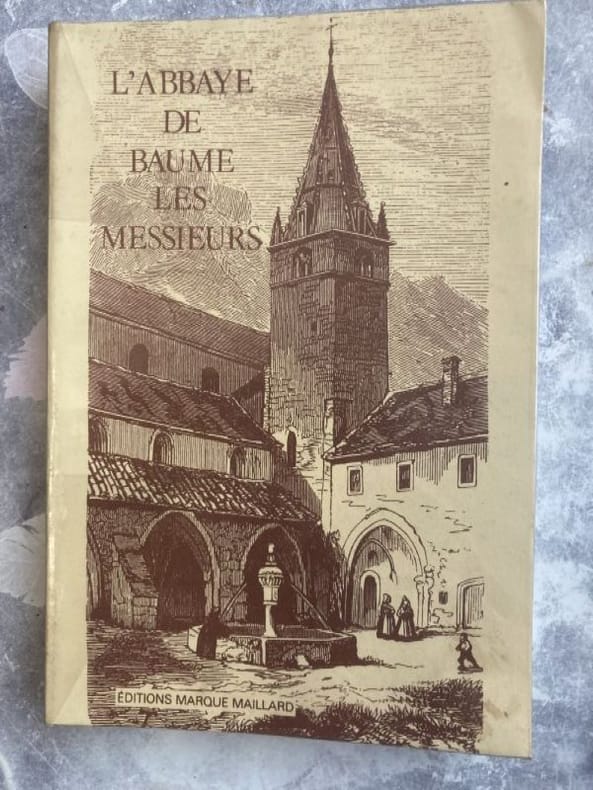 L'ABBAYE
DE
BAUME
LES
MESSIEURS
ÉDITIONS MARQUE MAILLARD